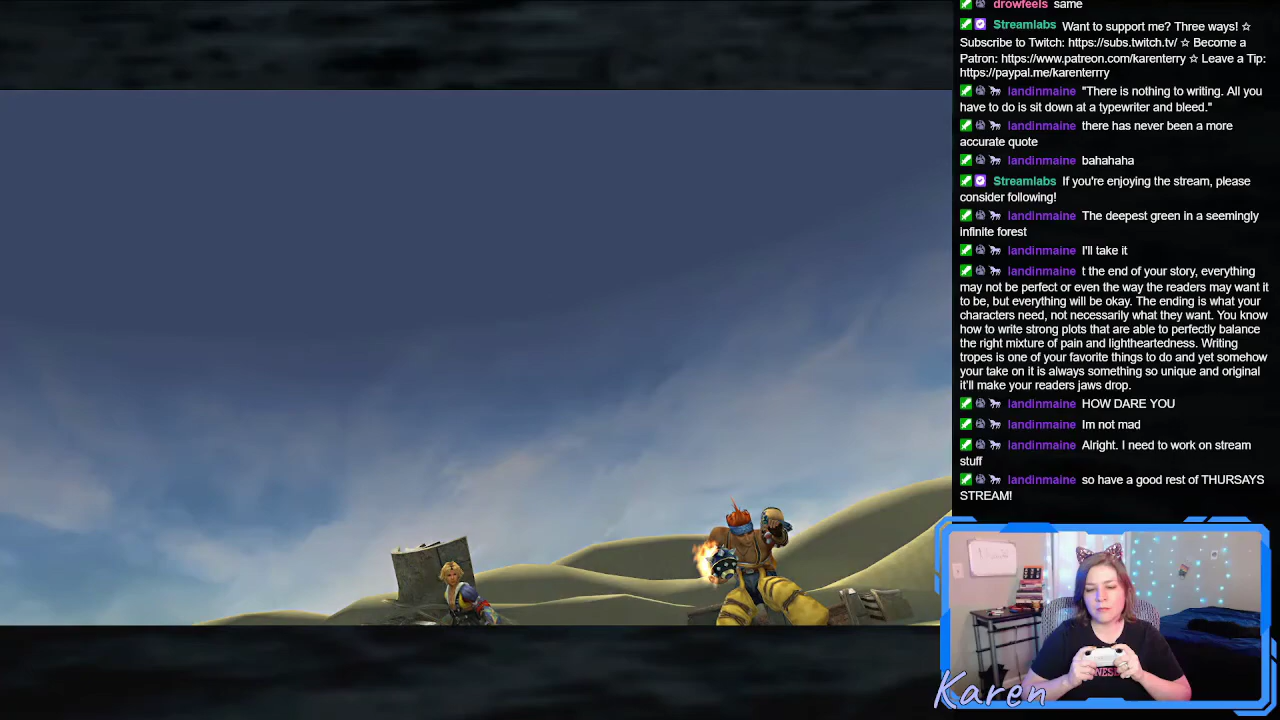 drowfeels same
Streamlabs Want to support me? Three ways! ☆
Subscribe to Twitch: https://subs.twitch.tv/ ☆ Become a
Patron: https://www.patreon.com/karenterry ☆ Leave a Tip:
https://paypal.me/karenterrry
landinmaine "There is nothing to writing. All you
have to do is sit down at a typewriter and bleed."
landinmaine there has never been a more
accurate quote
landinmaine bahahaha
Streamlabs If you're enjoying the stream, please
consider following!
landinmaine The deepest green in a seemingly
infinite forest
landinmaine I'll take it
landinmaine t the end of your story, everything
may not be perfect or even the way the readers may want it
to be, but everything will be okay. The ending is what your
characters need, not necessarily what they want. You know
how to write strong plots that are able to perfectly balance
the right mixture of pain and lightheartedness. Writing
tropes is one of your favorite things to do and yet somehow
your take on it is always something so unique and original
it'll make your readers jaws drop.
landinmaine HOW DARE YOU
landinmaine Im not mad
landinmaine Alright. I need to work on stream
stuff
landinmaine so have a good rest of THURSAYS
STREAM!
Karen